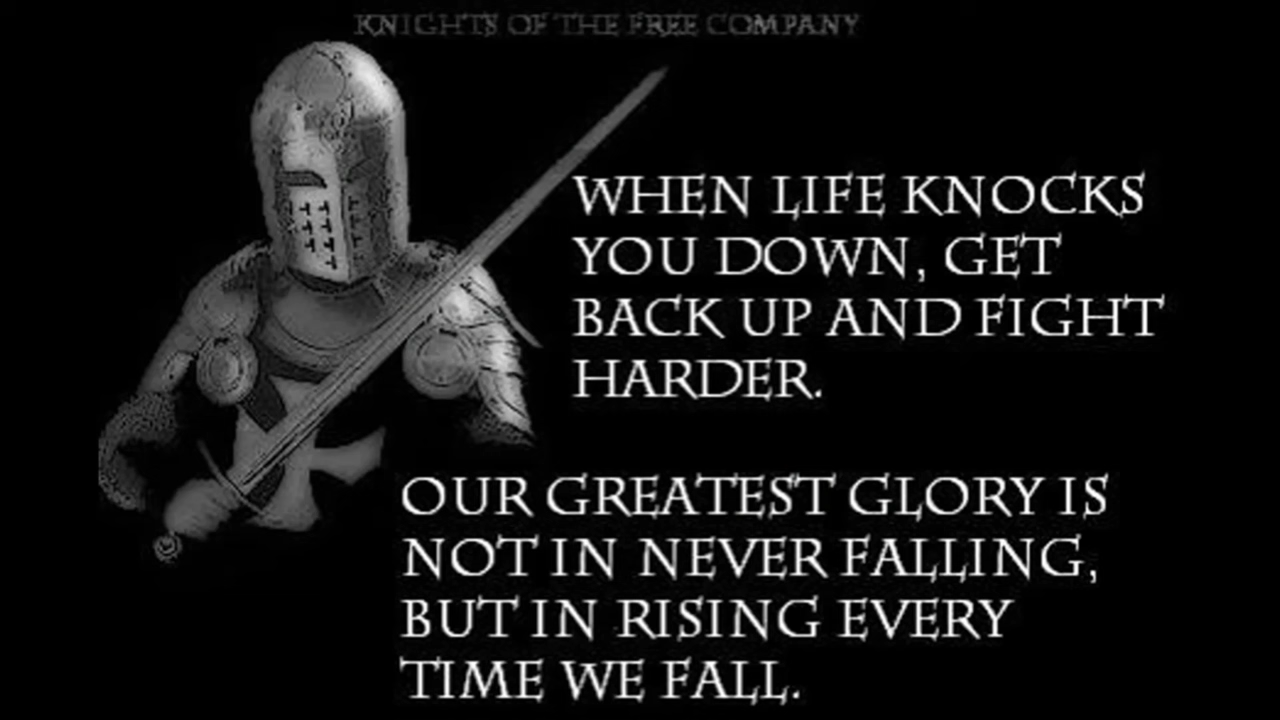 KNIGHTS OF THE FREE COMPANY
WHEN LIFE KNOCKS
YOU DOWN, GET
BACK UP AND FIGHT
HARDER.
OUR GREATEST GLORY IS
NOT IN NEVER FALLING,
BUT IN RISING EVERY
TIME WE FALL.